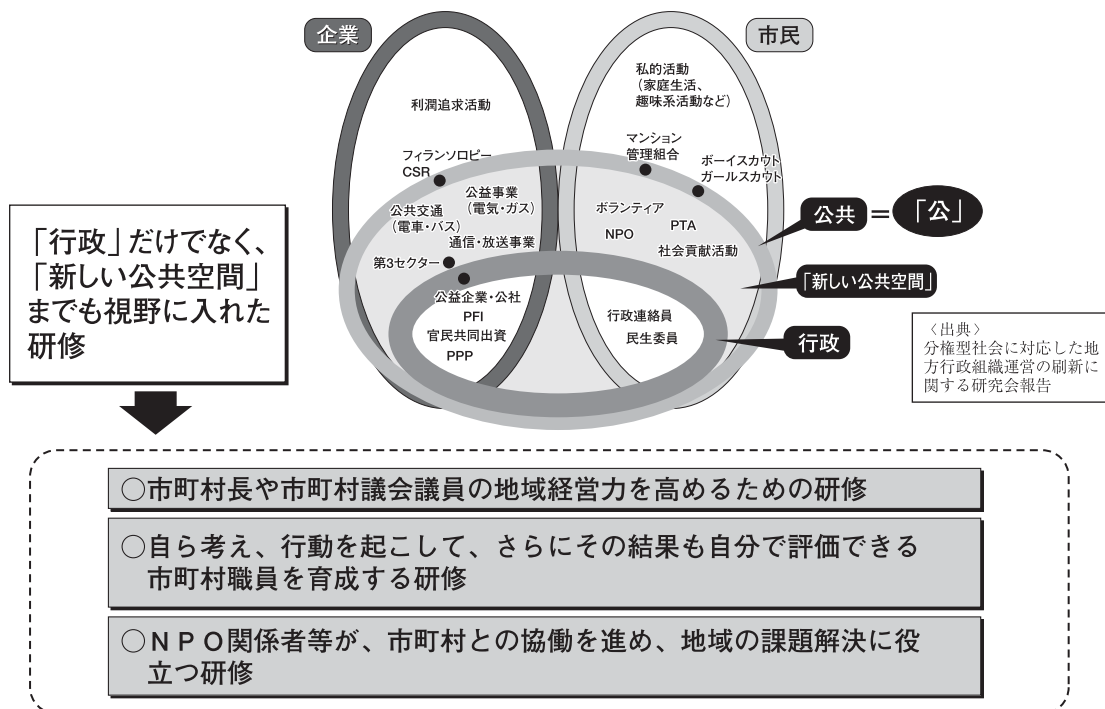 企業
市民
利潤追求活動
私的活動
（家庭生活、
趣味系活動など）
フィランソロピー
CSR
マンション
管理組合
ボーイスカウト
ガールスカウト
公益事業
（電気・ガス）
公共交通
（電車・バス）
通信・放送事業
第3セクター
ボランティア
NPO
PTA
社会貢献活動
公益企業・公社
PFI
官民共同出資
PPP
行政連絡員
民生委員
公共＝「公」
「新しい公共空間」
行政
〈出典〉
分権型社会に対応した地
方行政組織運営の刷新に
関する研究会報告
「行政」だけでなく、
「新しい公共空間」
までも視野に入れた
研修
○市町村長や市町村議会議員の地域経営力を高めるための研修
○自ら考え、行動を起こして、さらにその結果も自分で評価できる
市町村職員を育成する研修
○ＮＰＯ関係者等が、市町村との協働を進め、地域の課題解決に役
立つ研修